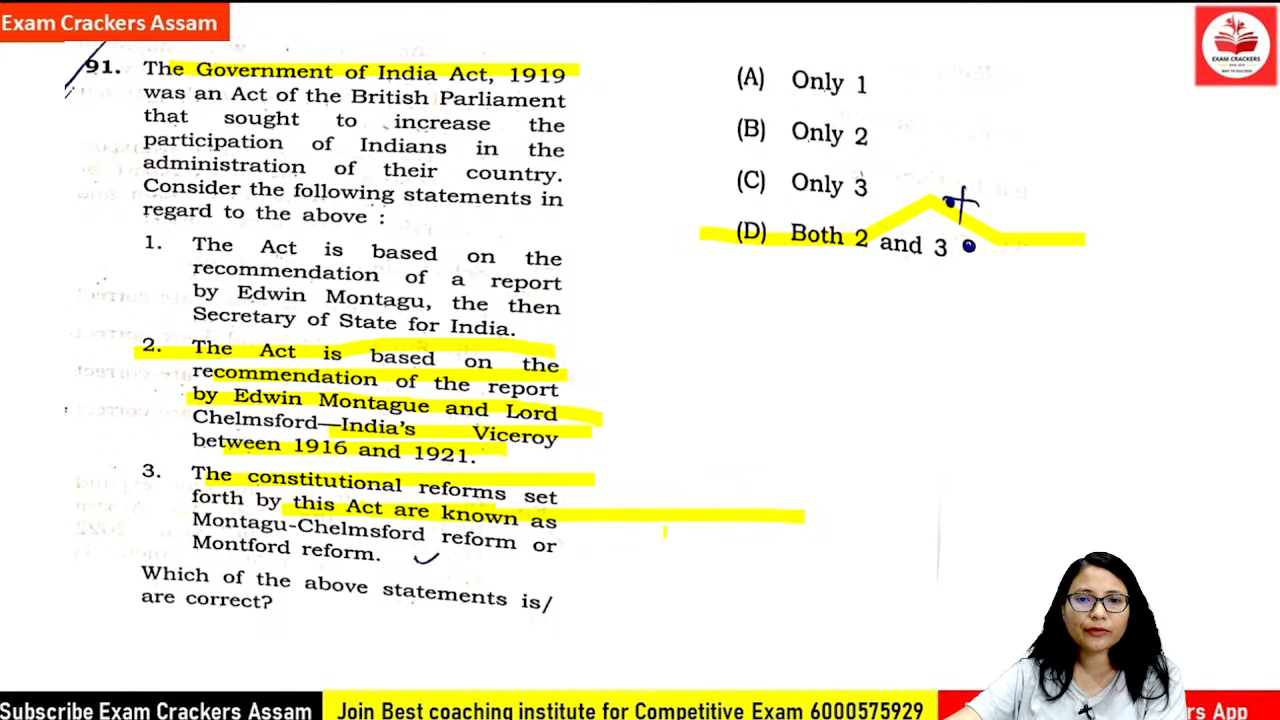 Exam Crackers Assam
91. The Government of India Act, 1919
was an Act of the British Parliament
that sought to increase the
participation of Indians in the
administration of their country.
Consider the following statements in
regard to the above :
1. The Act is based on the
recommendation of a report
by Edwin Montagu, the then
Secretary of State for India.
2. The Act is based on the
recommendation of the report
by Edwin Montague and Lord
Chelmsford—India's Viceroy
between 1916 and 1921.
3. The constitutional reforms set
forth by this Act are known as
Montagu-Chelmsford reform or
Montford reform.
Which of the above statements is/
are correct?
(A) Only 1
(B) Only 2
(C) Only 3
(D) Both 2 and 3
EXAM CRACKERS
Subscribe Exam Crackers Assam
Join Best coaching institute for Competitive Exam 6000575929
rs App